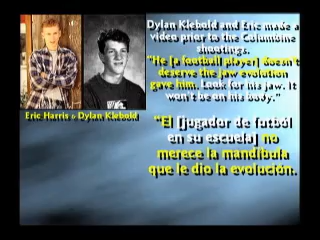 Dylan Klebold and Eric made a
video prior to the Columbine
shootings.
"He [a football player] doesn't
deserve the jaw evolution
gave him. Look for his jaw. It
won't be on his body."
Eric Harris & Dylan Klebold
"El [jugador de futból
en su escuela] no
merece la mandibula
que le dio la evolución.